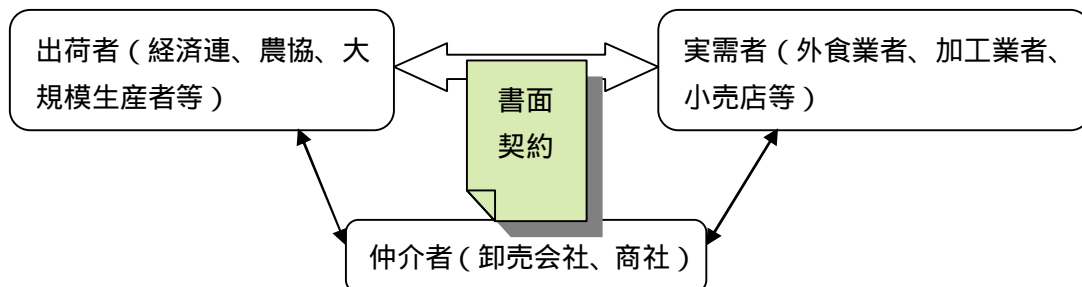 出荷者（経済連、農協、大
規模生産者等）
実需者（外食業者、加工業者、
小売店等）
書面
契約
仲介者（卸売会社、商社）